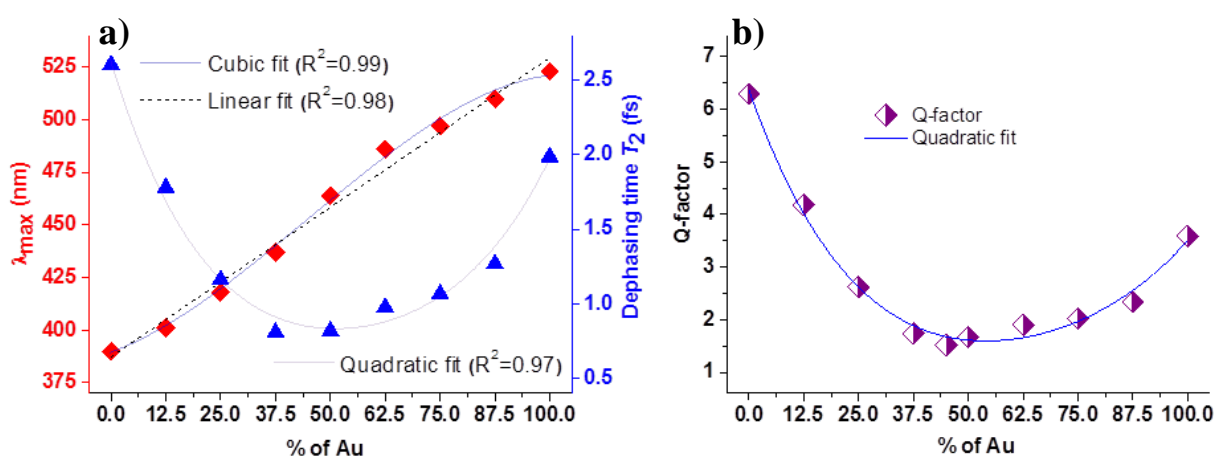 a)
λmax (nm)
525
500
475
450
425
400
375
Cubic fit (R²=0.99)
Linear fit (R²=0.98)
Quadratic fit (R²=0.97)
2.5
2.0
1.5
1.0
0.5
Dephasing time T₂ (fs)
0.0 12.5 25.0 37.5 50.0 62.5 75.0 87.5 100.0
% of Au
b)
Q-factor
7
6
5
4
3
2
1
Q-factor
Quadratic fit
0.0 12.5 25.0 37.5 50.0 62.5 75.0 87.5 100.0
% of Au